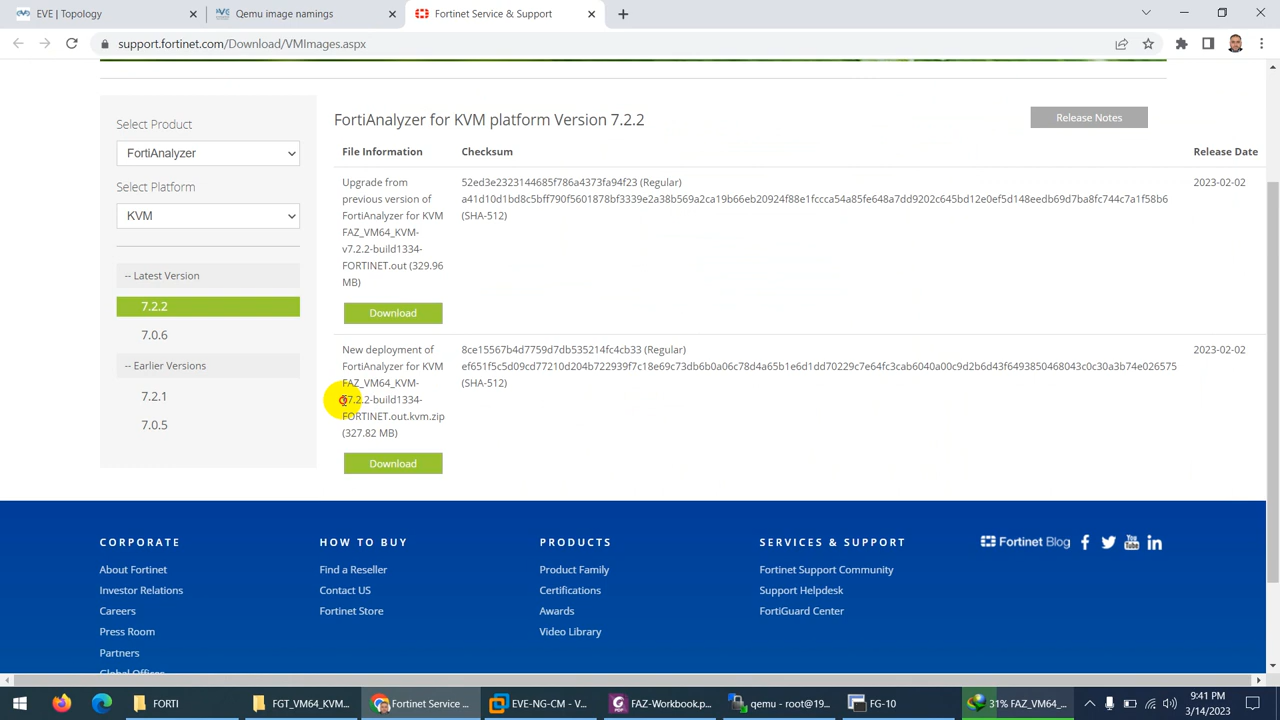 EVE | Topology
Qemu image namings
Fortinet Service & Support
support.fortinet.com/Download/VMImages.aspx
Select Product
FortiAnalyzer
Select Platform
KVM
-- Latest Version
7.2.2
7.0.6
-- Earlier Versions
7.2.1
7.0.5
FortiAnalyzer for KVM platform Version 7.2.2
Release Notes
File Information Checksum Release Date
Upgrade from 52ed3e2323144685f786a4373fa94f23 (Regular) 2023-02-02
previous version of a41d10d1bd8c5bff790f5601878bf3339e2a38b569a2ca19b66eb20924f88e1fccca54a85fe648a7dd9202c645bd12e0ef5d148eedb69d7ba8fc744c7a1f58b6
FortiAnalyzer for KVM (SHA-512)
FAZ_VM64_KVM-
v7.2.2-build1334-
FORTINET.out (329.96
MB)
Download
New deployment of 8ce15567b4d7759d7db535214fc4cb33 (Regular) 2023-02-02
FortiAnalyzer for KVM ef651f5c5d09cd77210d204b722939f7c18e69c73db6b0a06c78d4a65b1e6d1dd70229c7e64fc3cab6040a00c9d2b6d43f6493850468043c0c30a3b74e026575
FAZ_VM64_KVM- (SHA-512)
v7.2.2-build1334-
FORTINET.out.kvm.zip
(327.82 MB)
Download
CORPORATE
About Fortinet
Investor Relations
Careers
Press Room
Partners
Global Offices
HOW TO BUY
Find a Reseller
Contact US
Fortinet Store
PRODUCTS
Product Family
Certifications
Awards
Video Library
SERVICES & SUPPORT
Fortinet Support Community
Support Helpdesk
FortiGuard Center
Fortinet Blog
You
Tube
FORTI
FGT_VM64_KVM...
Fortinet Service ...
EVE-NG-CM - V...
FAZ-Workbook.p...
qemu - root@19...
FG-10
31% FAZ_VM64_...
9:41 PM
3/14/2023